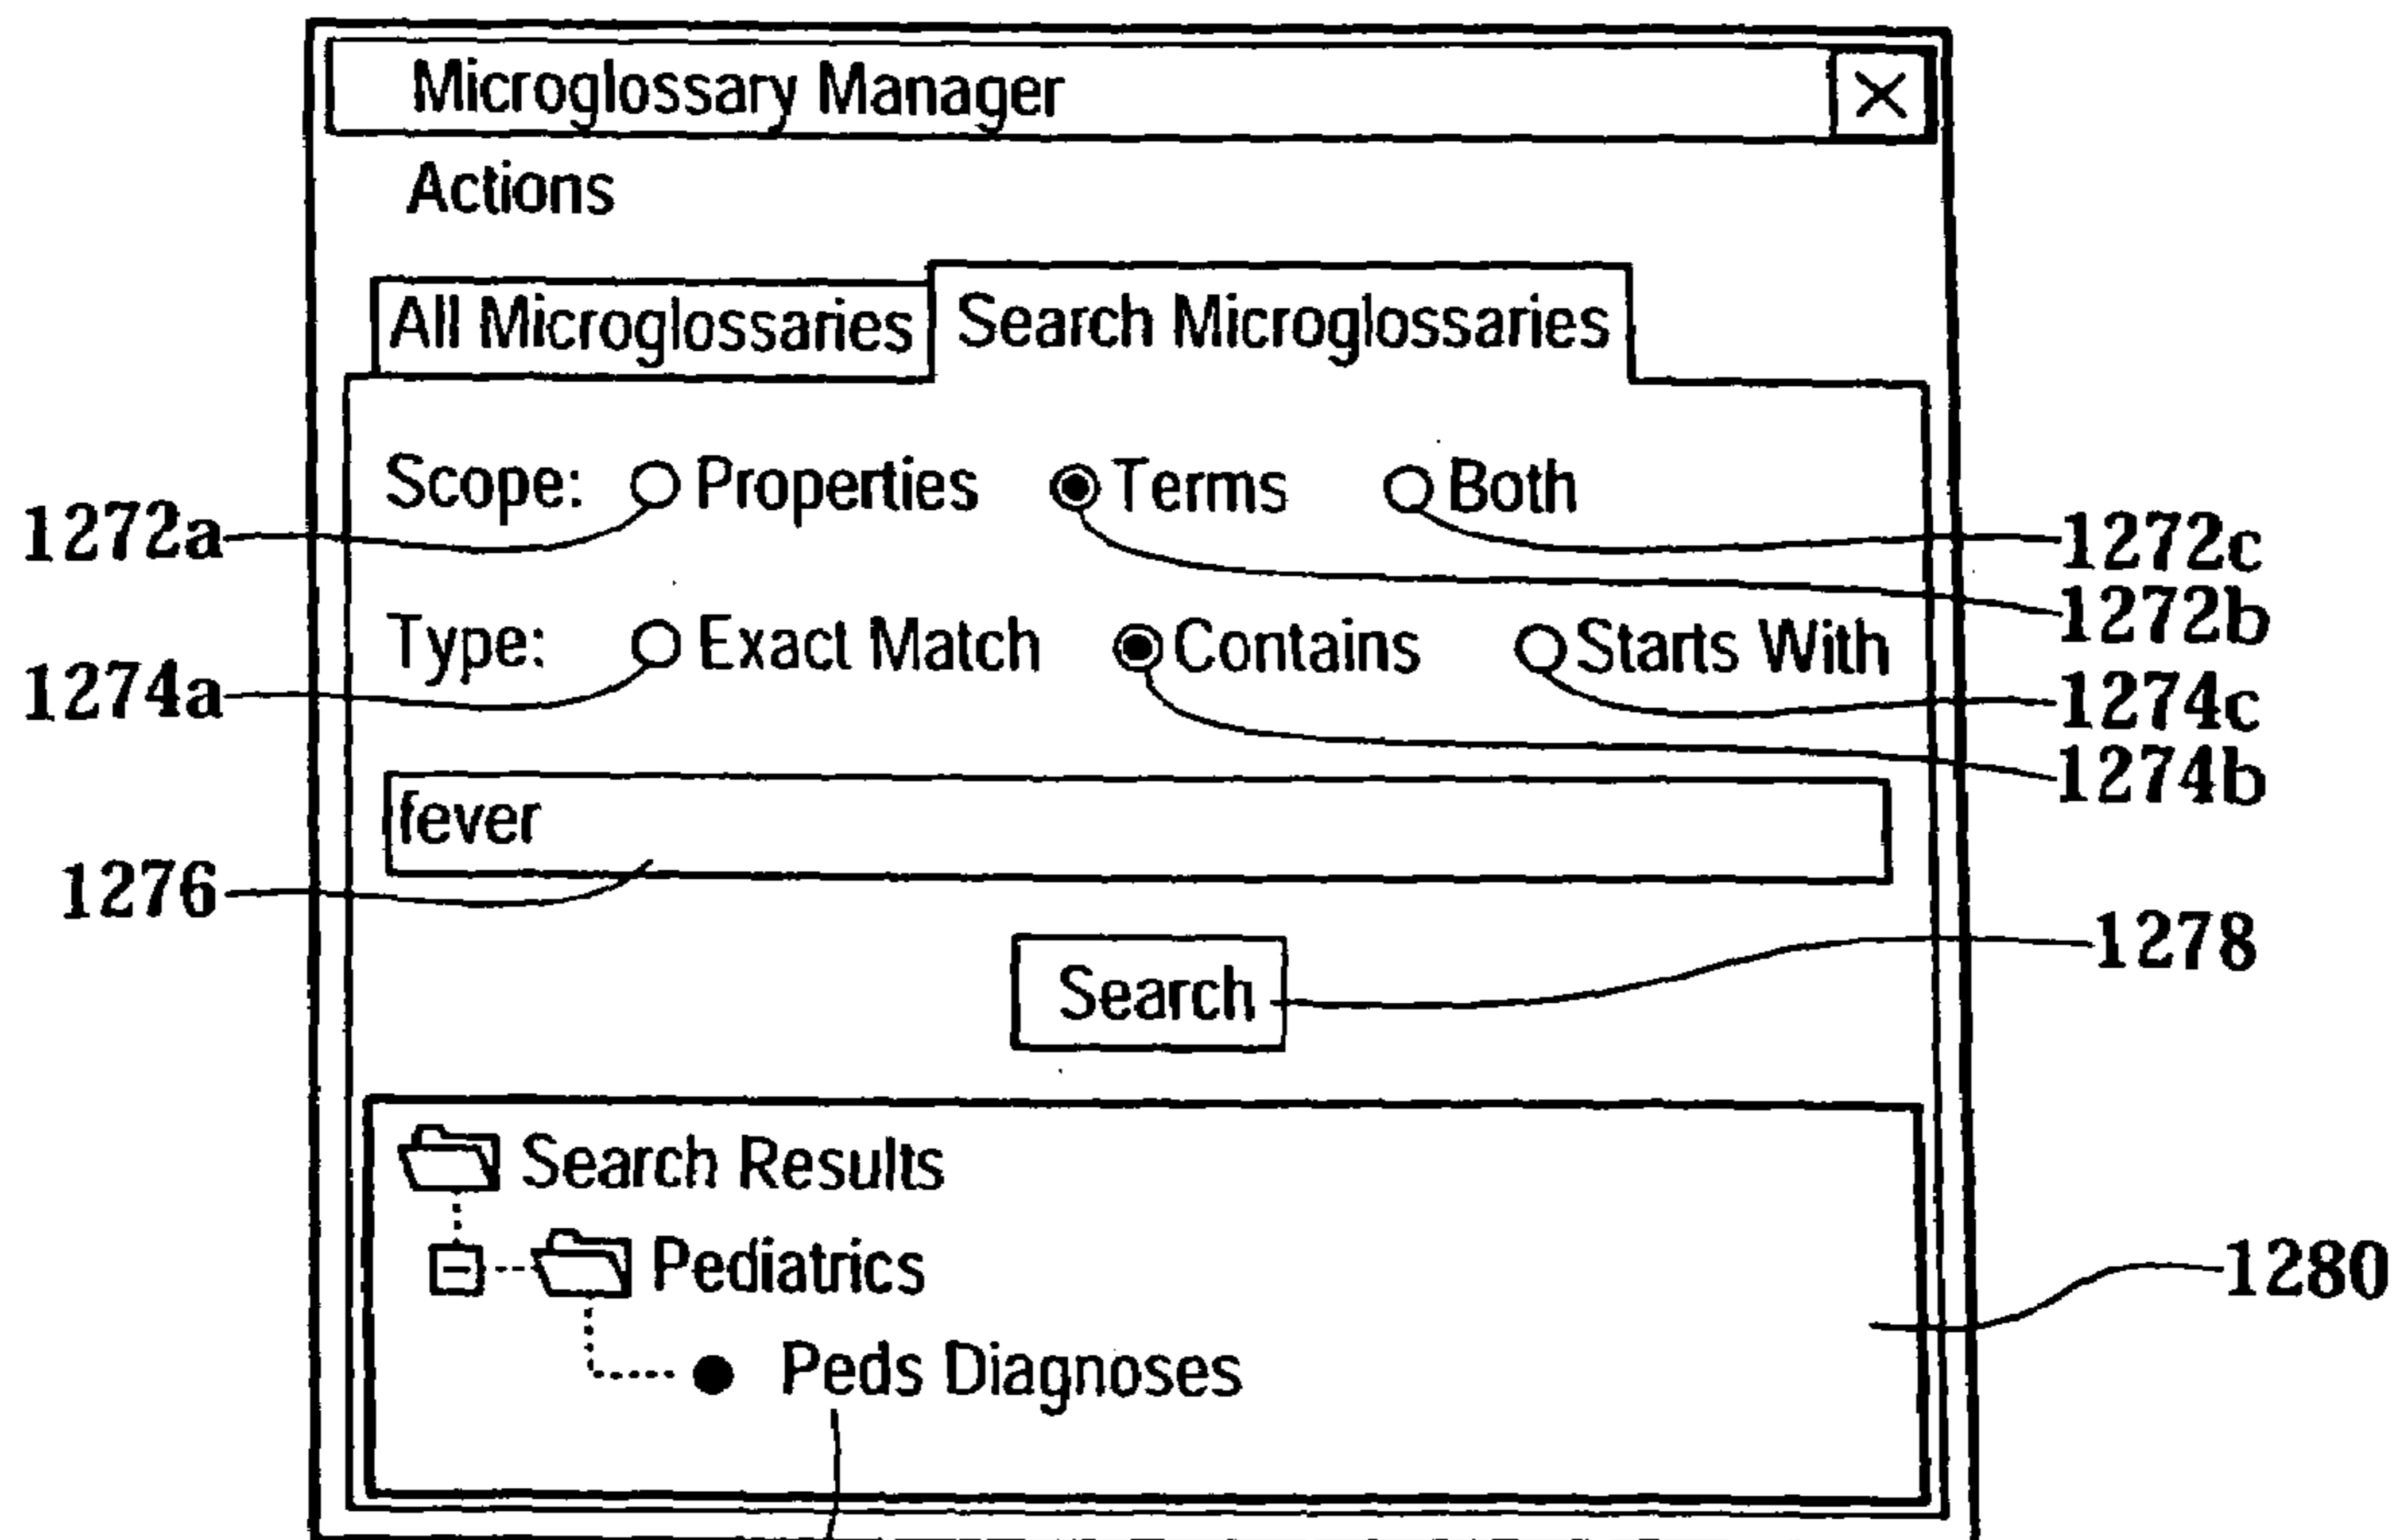 Microglossary Manager
Actions
All Microglossaries Search Microglossaries
Scope: Properties Terms Both
1272a
1272c
1272b
Type: Exact Match Contains Starts With
1274a
1274c
1274b
fever
1276
1278
Search
Search Results
Pediatrics
1280
Peds Diagnoses